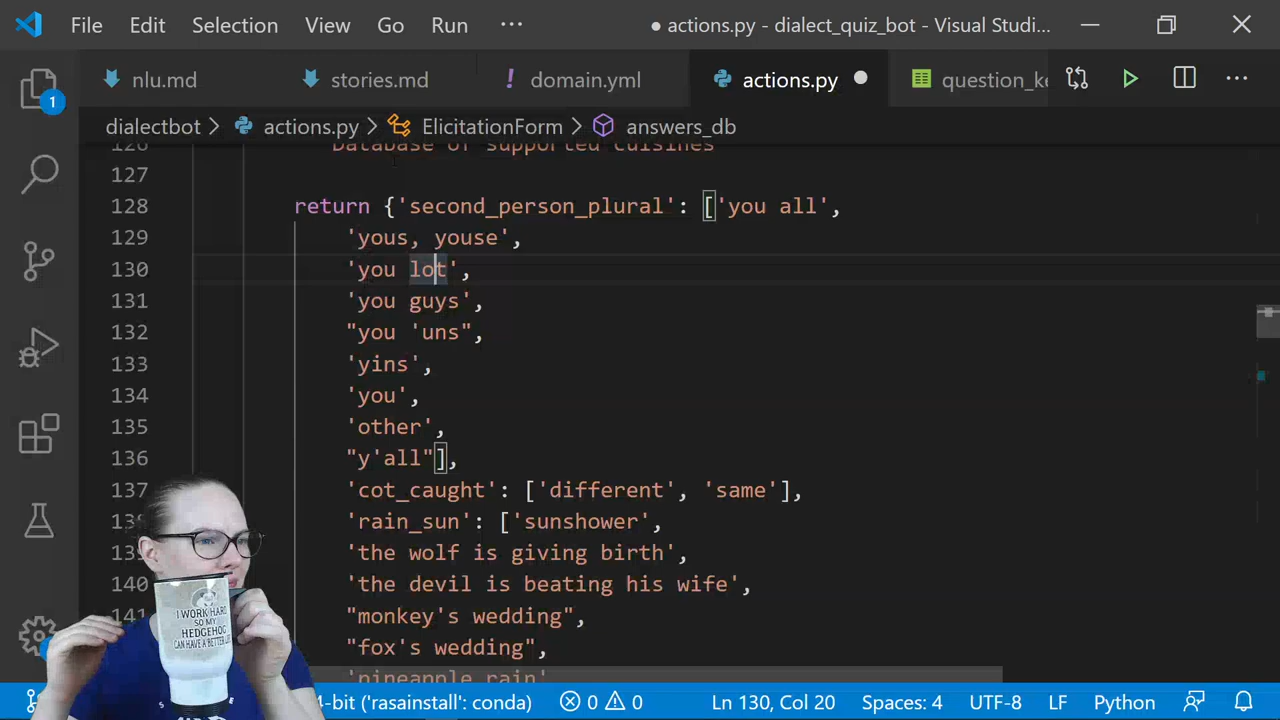 File Edit Selection View Go Run ··· ● actions.py - dialect_quiz_bot - Visual Studi...
nlu.md stories.md ! domain.yml actions.py ● question_ke ···
dialectbot > actions.py > ElicitationForm > answers_db
126 Database of supported cuisines
127
128 return {'second_person_plural': ['you all',
129 'yous, youse',
130 'you lot',
131 'you guys',
132 "you 'uns",
133 'yins',
134 'you',
135 'other',
136 "y'all"],
137 'cot_caught': ['different', 'same'],
138 'rain_sun': ['sunshower',
139 'the wolf is giving birth',
140 'the devil is beating his wife',
141 "monkey's wedding",
"fox's wedding",
'pineapple rain'
1
I WORK HARD
SO MY
HEDGEHOG
CAN HAVE A BETTER
4-bit ('rasainstall': conda) 0 0 Ln 130, Col 20 Spaces: 4 UTF-8 LF Python